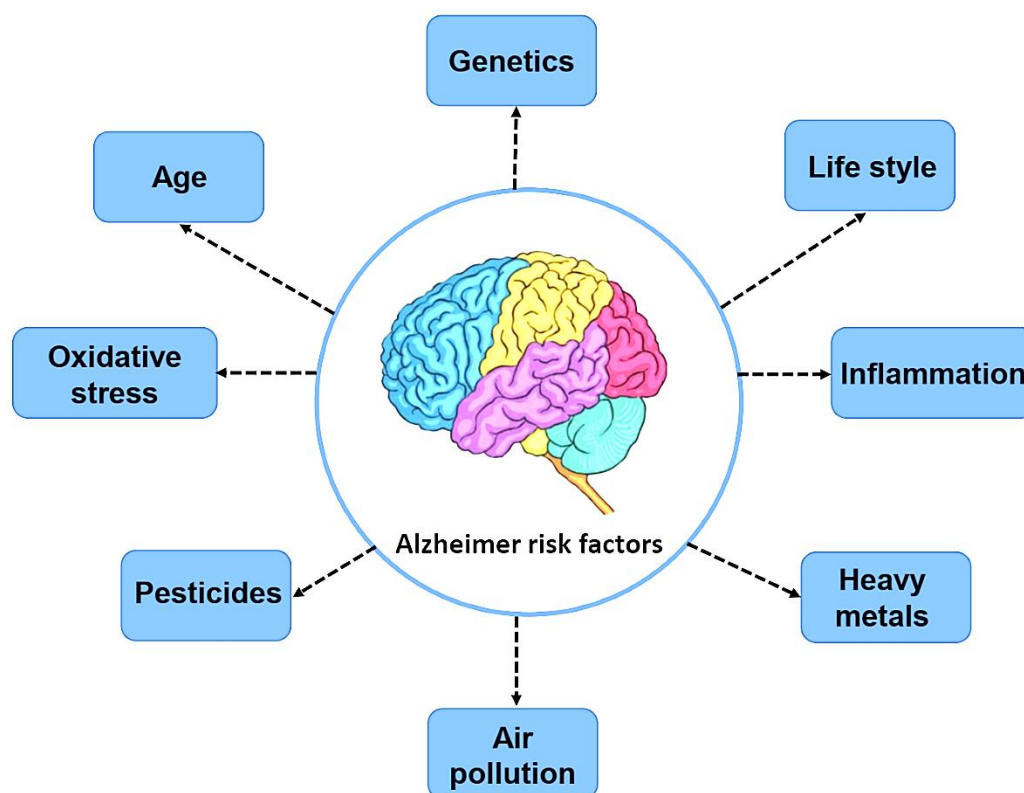 Genetics
Life style
Age
Oxidative
stress
Inflammation
Alzheimer risk factors
Pesticides
Heavy
metals
Air
pollution